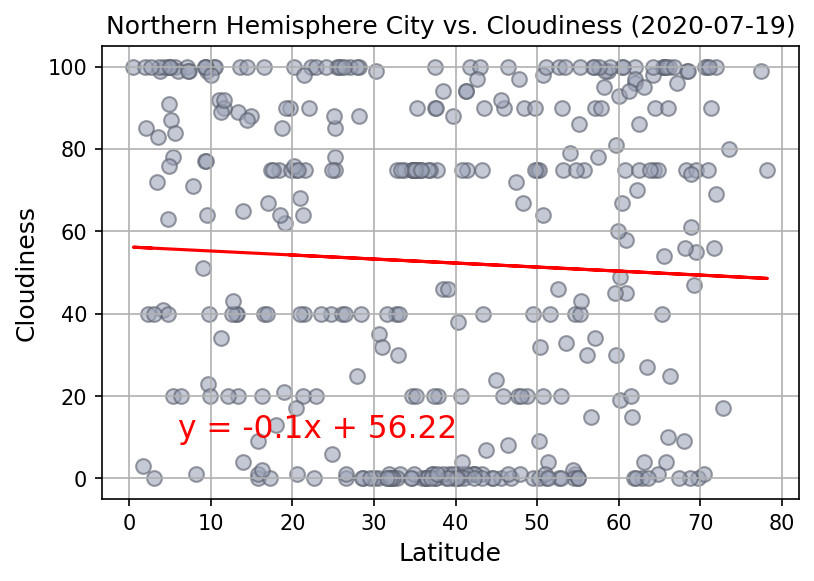 Northern Hemisphere City vs. Cloudiness (2020-07-19)
100
80
60
40
20
0
Cloudiness
y = -0.1x + 56.22
0 10 20 30 40 50 60 70 80
Latitude